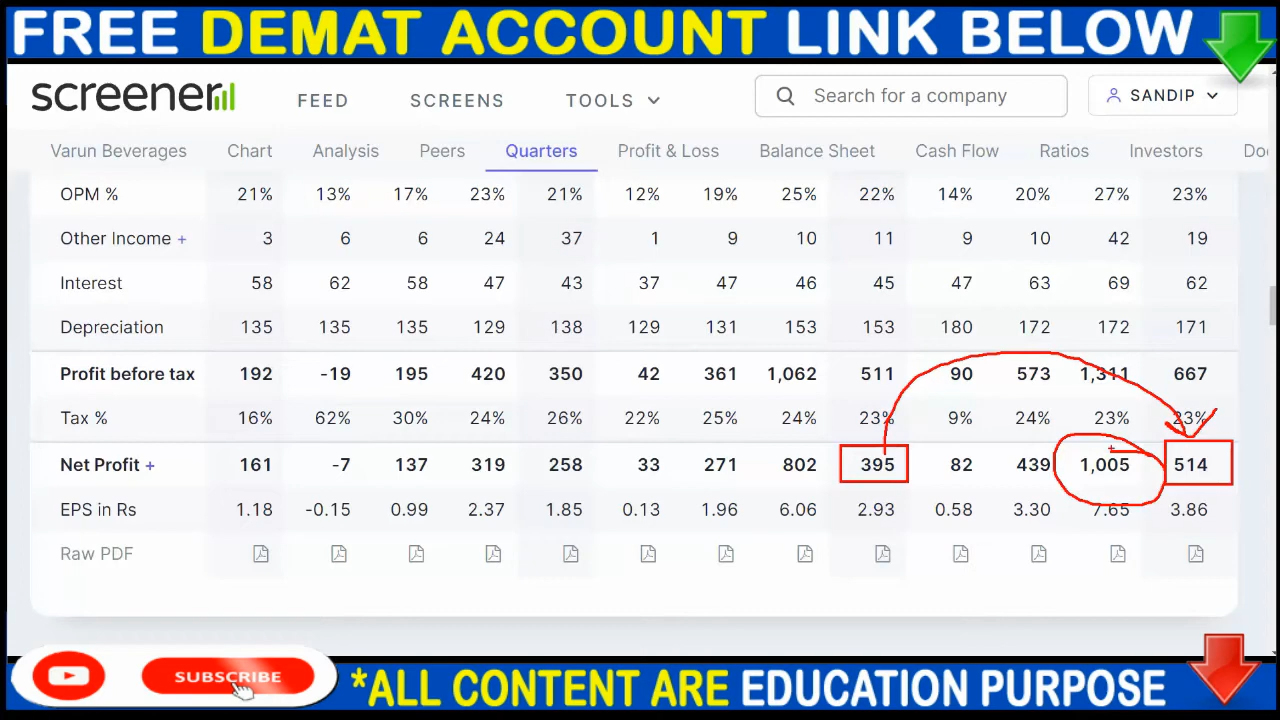 FREE DEMAT ACCOUNT LINK BELOW
screener FEED SCREENS TOOLS Search for a company SANDIP
Varun Beverages Chart Analysis Peers Quarters Profit & Loss Balance Sheet Cash Flow Ratios Investors Doc
OPM % 21% 13% 17% 23% 21% 12% 19% 25% 22% 14% 20% 27% 23%
Other Income + 3 6 6 24 37 1 9 10 11 9 10 42 19
Interest 58 62 58 47 43 37 47 46 45 47 63 69 62
Depreciation 135 135 135 129 138 129 131 153 153 180 172 172 171
Profit before tax 192 -19 195 420 350 42 361 1,062 511 90 573 1,311 667
Tax % 16% 62% 30% 24% 26% 22% 25% 24% 23% 9% 24% 23% 23%
Net Profit + 161 -7 137 319 258 33 271 802 395 82 439 1,005 514
EPS in Rs 1.18 -0.15 0.99 2.37 1.85 0.13 1.96 6.06 2.93 0.58 3.30 7.65 3.86
Raw PDF
SUBSCRIBE
*ALL CONTENT ARE EDUCATION PURPOSE